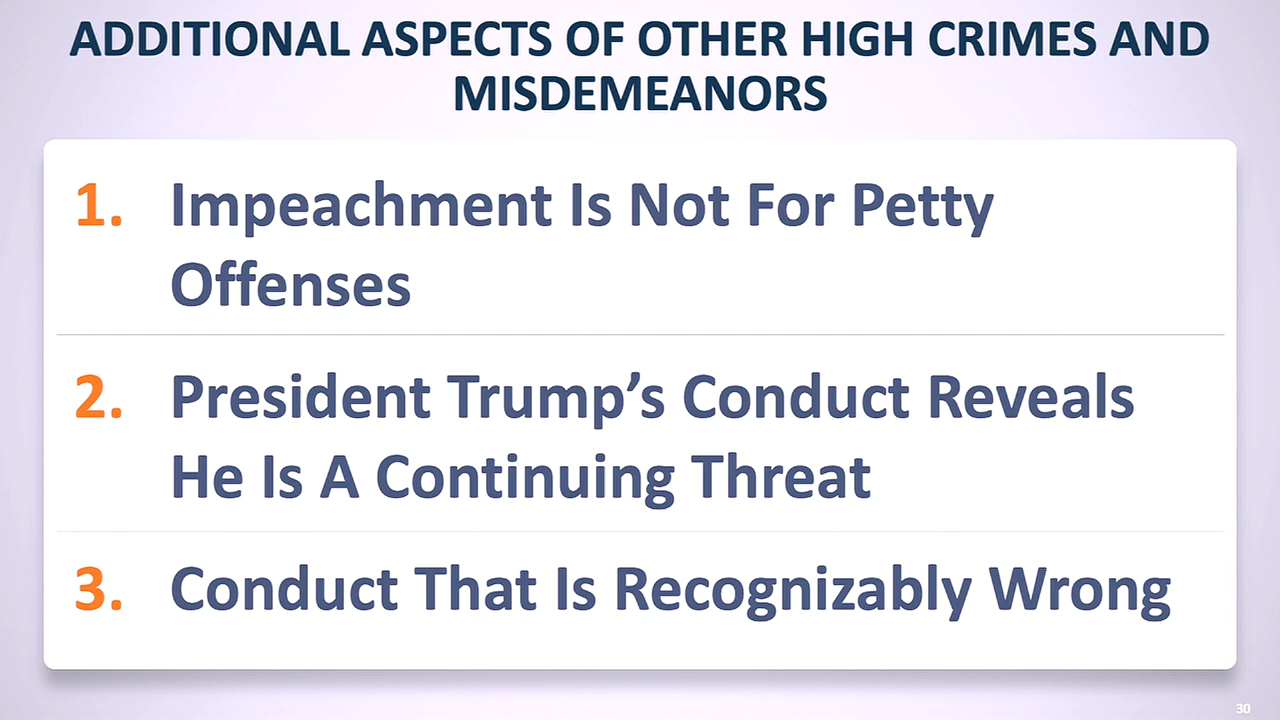 ADDITIONAL ASPECTS OF OTHER HIGH CRIMES AND
MISDEMEANORS
1. Impeachment Is Not For Petty
Offenses
2. President Trump’s Conduct Reveals
He Is A Continuing Threat
3. Conduct That Is Recognizably Wrong
30